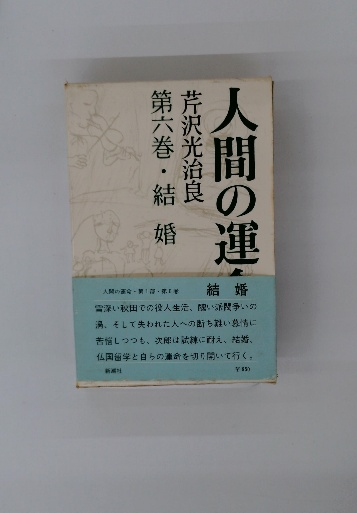 人間の運
芹沢光治良
第六巻・結婚
人間の運命・第1部・第6巻
結婚
雪深い秋田での役人生活、醜い派閥争いの
渦、そして失われた人への断ち難い慕情に
苦悩しつつも、次郎は試練に耐え、結婚、
仏国留学と自らの運命を切り開いて行く。
新潮社